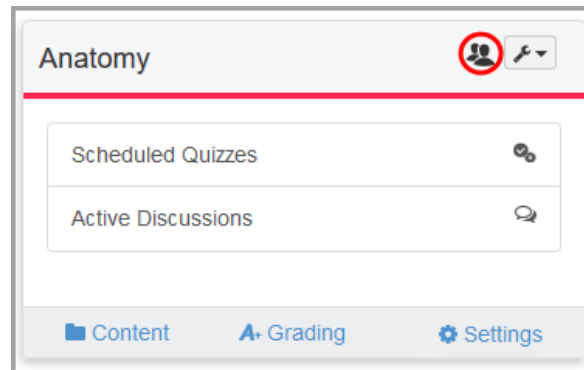 Anatomy
Scheduled Quizzes
Active Discussions
Content A+ Grading Settings